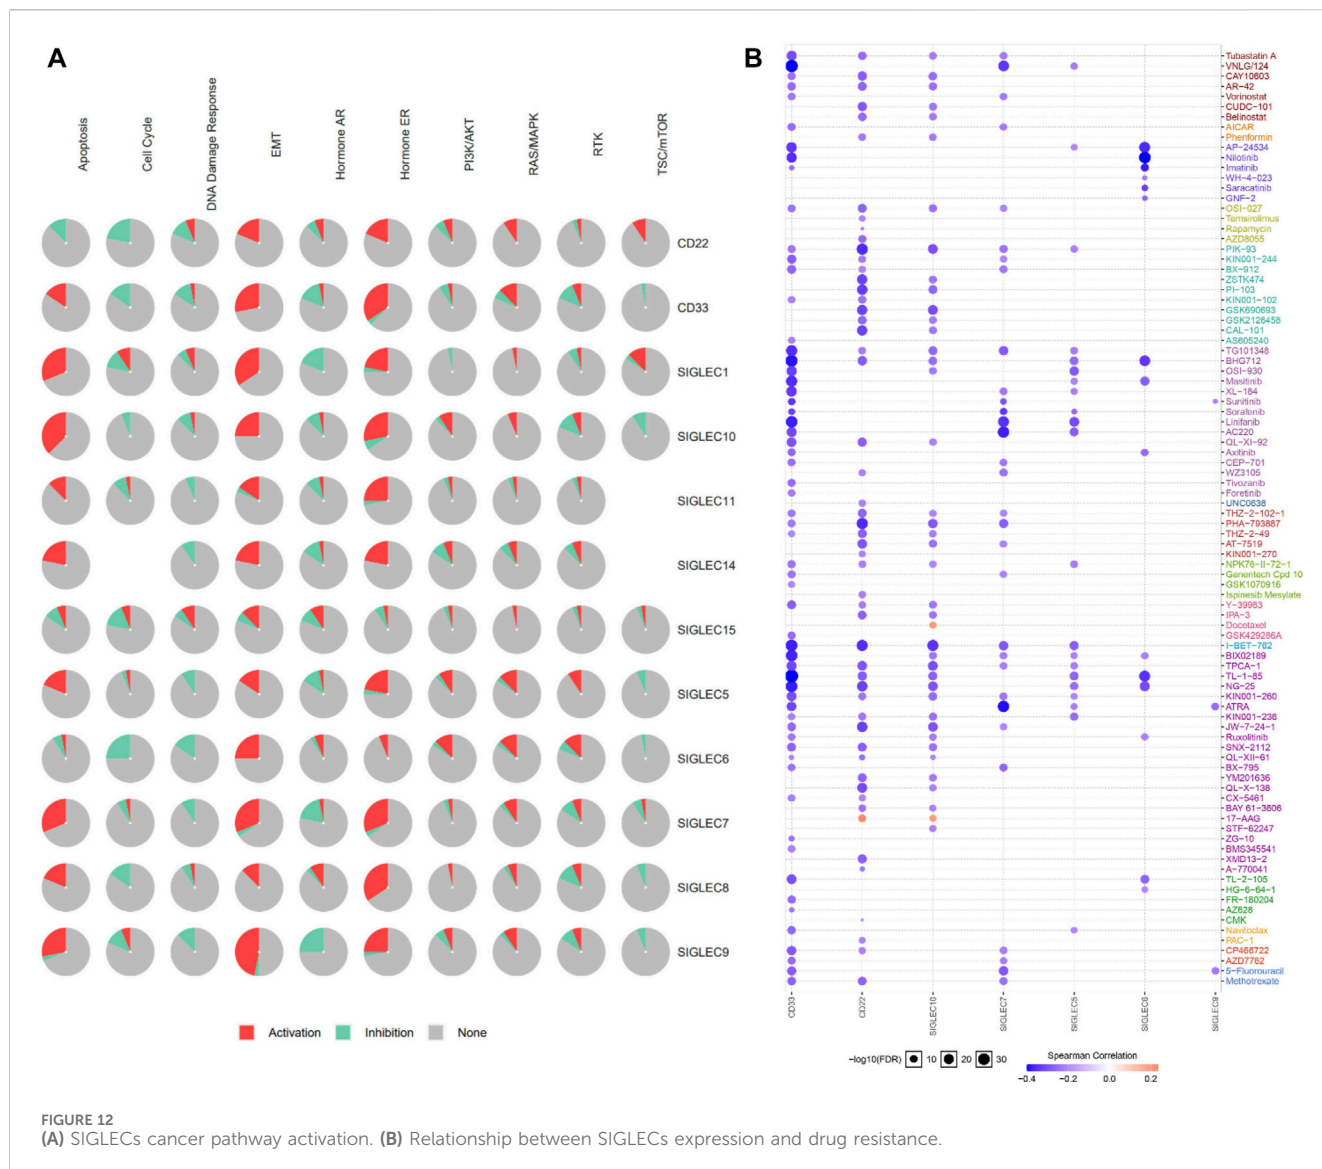 A
Apoptosis
Cell Cycle
DNA Damage Response
EMT
Hormone AR
Hormone ER
PI3K/AKT
RAS/MAPK
RTK
TSC/mTOR
CD22
CD33
SIGLEC1
SIGLEC10
SIGLEC11
SIGLEC14
SIGLEC15
SIGLEC5
SIGLEC6
SIGLEC7
SIGLEC8
SIGLEC9
Activation Inhibition None
B
Tubastatin A
VNLG/124
CAY10603
AR-42
Vorinostat
CUDC-101
Belinostat
AICAR
Phenformin
AP-24534
Nilotinib
Imatinib
WH-4-023
Saracatinib
GNF-2
OSI-027
Temsirolimus
Rapamycin
AZD8055
PIK-93
KIN001-244
BX-912
ZSTK474
PI-103
KIN001-102
GSK690693
GSK2126458
CAL-101
AS605240
TG101348
BHG712
OSI-930
Masitinib
XL-184
Sunitinib
Sorafenib
Linifanib
AC220
QL-XI-92
Axitinib
CEP-701
WZ3105
Tivozanib
Foretinib
UNC0638
THZ-2-102-1
PHA-793887
THZ-2-49
AT-7519
KIN001-270
NPK76-II-72-1
Genentech Cpd 10
GSK1070916
Ispinesib Mesylate
Y-39983
IPA-3
Docetaxel
GSK429286A
I-BET-762
BIX02189
TPCA-1
TL-1-85
NG-25
KIN001-260
ATRA
KIN001-236
JW-7-24-1
Ruxolitinib
SNX-2112
QL-XII-61
BX-795
YM201636
QL-X-138
CX-5461
BAY 61-3606
17-AAG
STF-62247
ZG-10
BMS345541
XMD13-2
A-770041
TL-2-105
HG-6-64-1
FR-180204
AZ628
CMK
Navitoclax
PAC-1
CP466722
AZD7762
5-Fluorouracil
Methotrexate
CD33
CD22
SIGLEC10
SIGLEC7
SIGLEC5
SIGLEC6
SIGLEC9
-log10(FDR) 10 20 30
Spearman Correlation
-0.4 -0.2 0.0 0.2
FIGURE 12
(A) SIGLECs cancer pathway activation. (B) Relationship between SIGLECs expression and drug resistance.